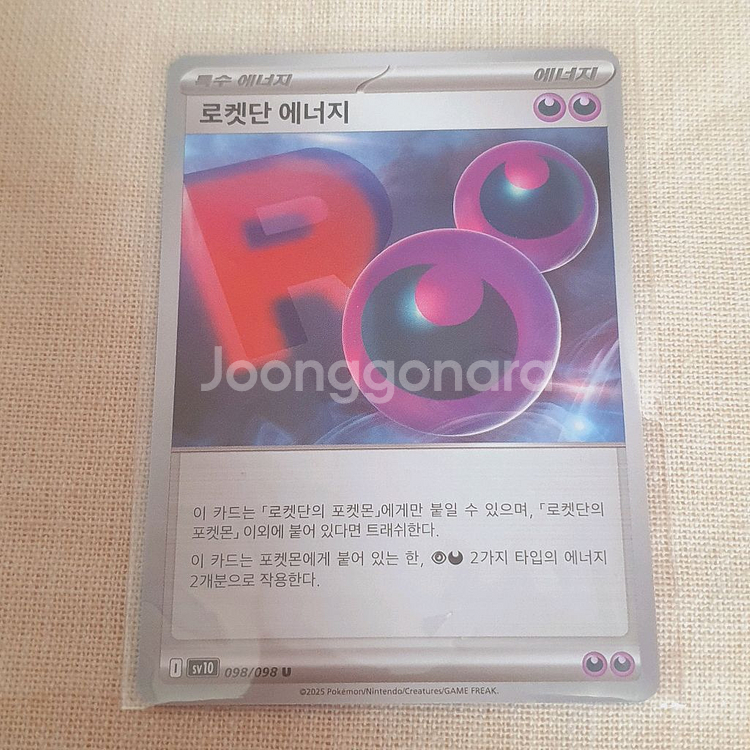 특수 에너지 에너지
로켓단 에너지
R
Joonggonara
이 카드는 「로켓단의 포켓몬」에게만 붙일 수 있으며, 「로켓단의
포켓몬」 이외에 붙어 있다면 트래쉬한다.
이 카드는 포켓몬에게 붙어 있는 한, 2가지 타입의 에너지
2개분으로 작용한다.
I sv10 098/098 U
©2025 Pokémon/Nintendo/Creatures/GAME FREAK.